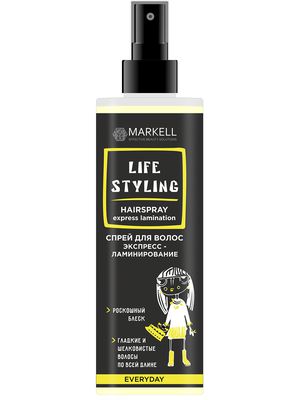 MARKELL
EFFECTIVE BEAUTY SOLUTIONS
LIFE
STYLING
HAIRSPRAY
express lamination
СПРЕЙ ДЛЯ ВОЛОС
ЭКСПРЕСС -
ЛАМИНИРОВАНИЕ
РОСКОШНЫЙ
БЛЕСК
ГЛАДКИЕ И
ШЕЛКОВИСТЫЕ
ВОЛОСЫ
ПО ВСЕЙ ДЛИНЕ
EVERYDAY